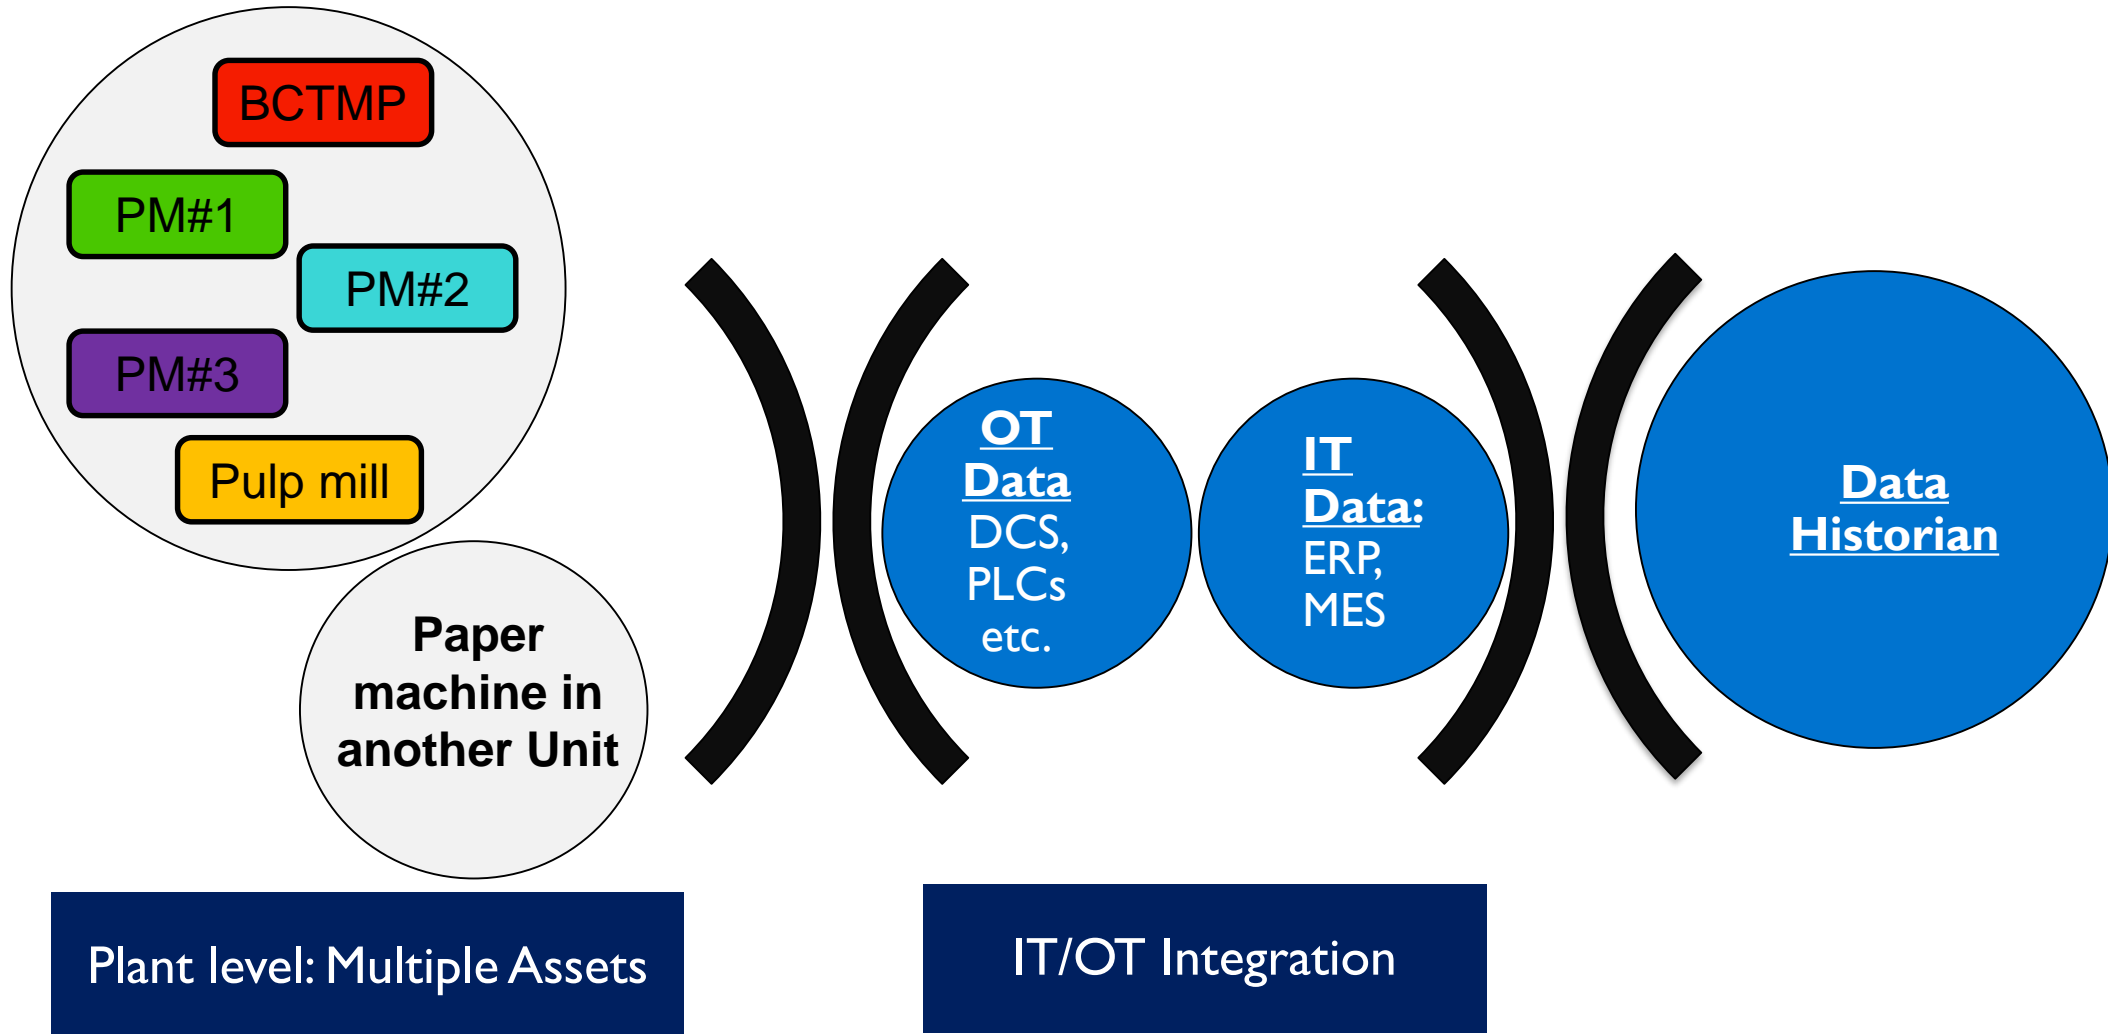 BCTMP
PM#1
PM#2
PM#3
Pulp mill
Paper
machine in
another Unit
OT
Data
DCS,
PLCs
etc.
IT
Data:
ERP,
MES
Data
Historian
Plant level: Multiple Assets
IT/OT Integration